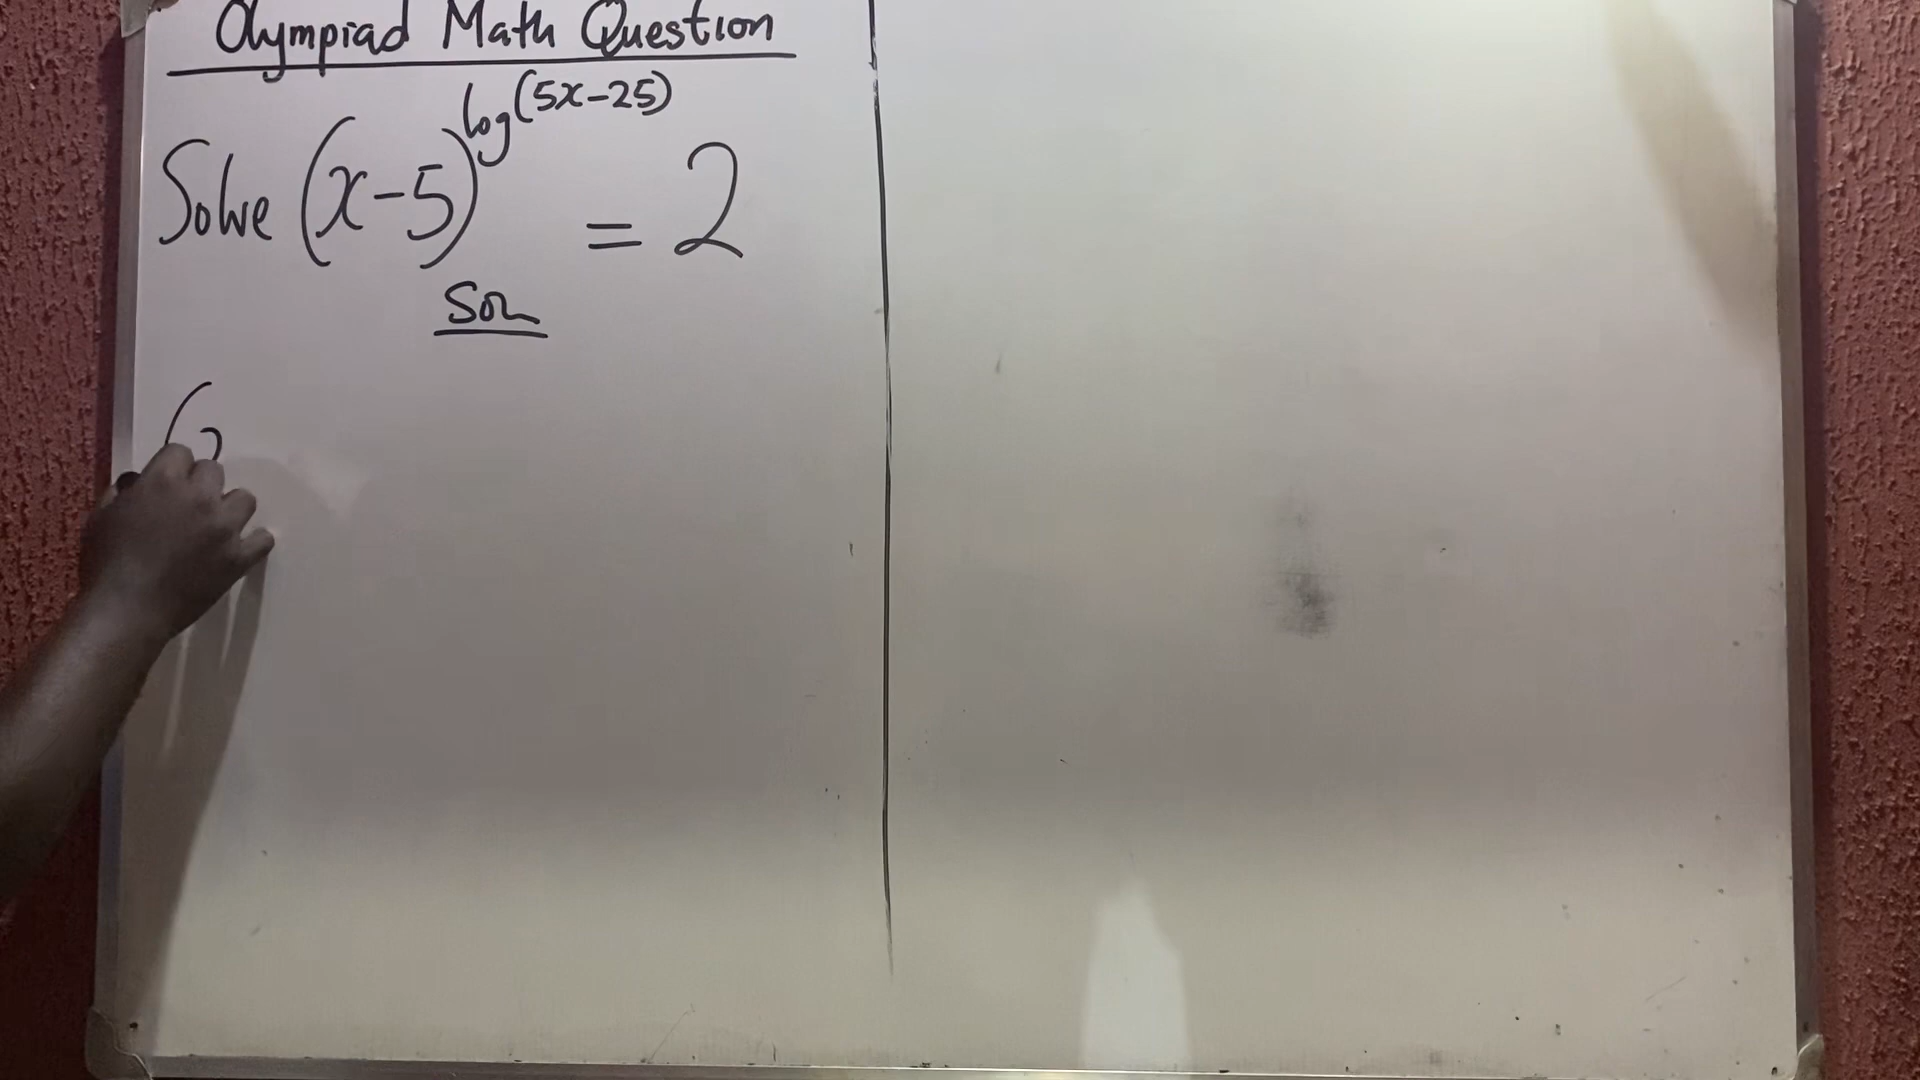 Olympiad Math Question
Solve (x-5)^log(5x-25) = 2
Soln
(